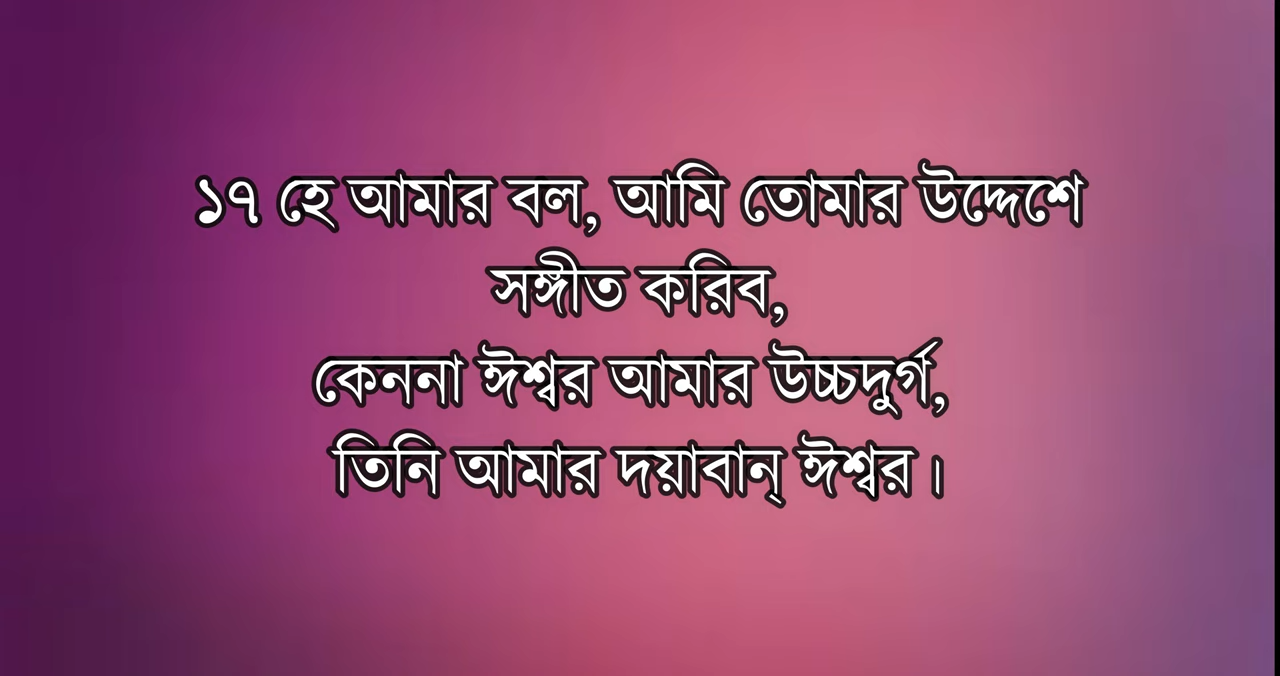 ১৭ হে আমার বল, আমি তোমার উদ্দেশে
সঙ্গীত করিব,
কেননা ঈশ্বর আমার উচ্চদুর্গ,
তিনি আমার দয়াবান্ ঈশ্বর।